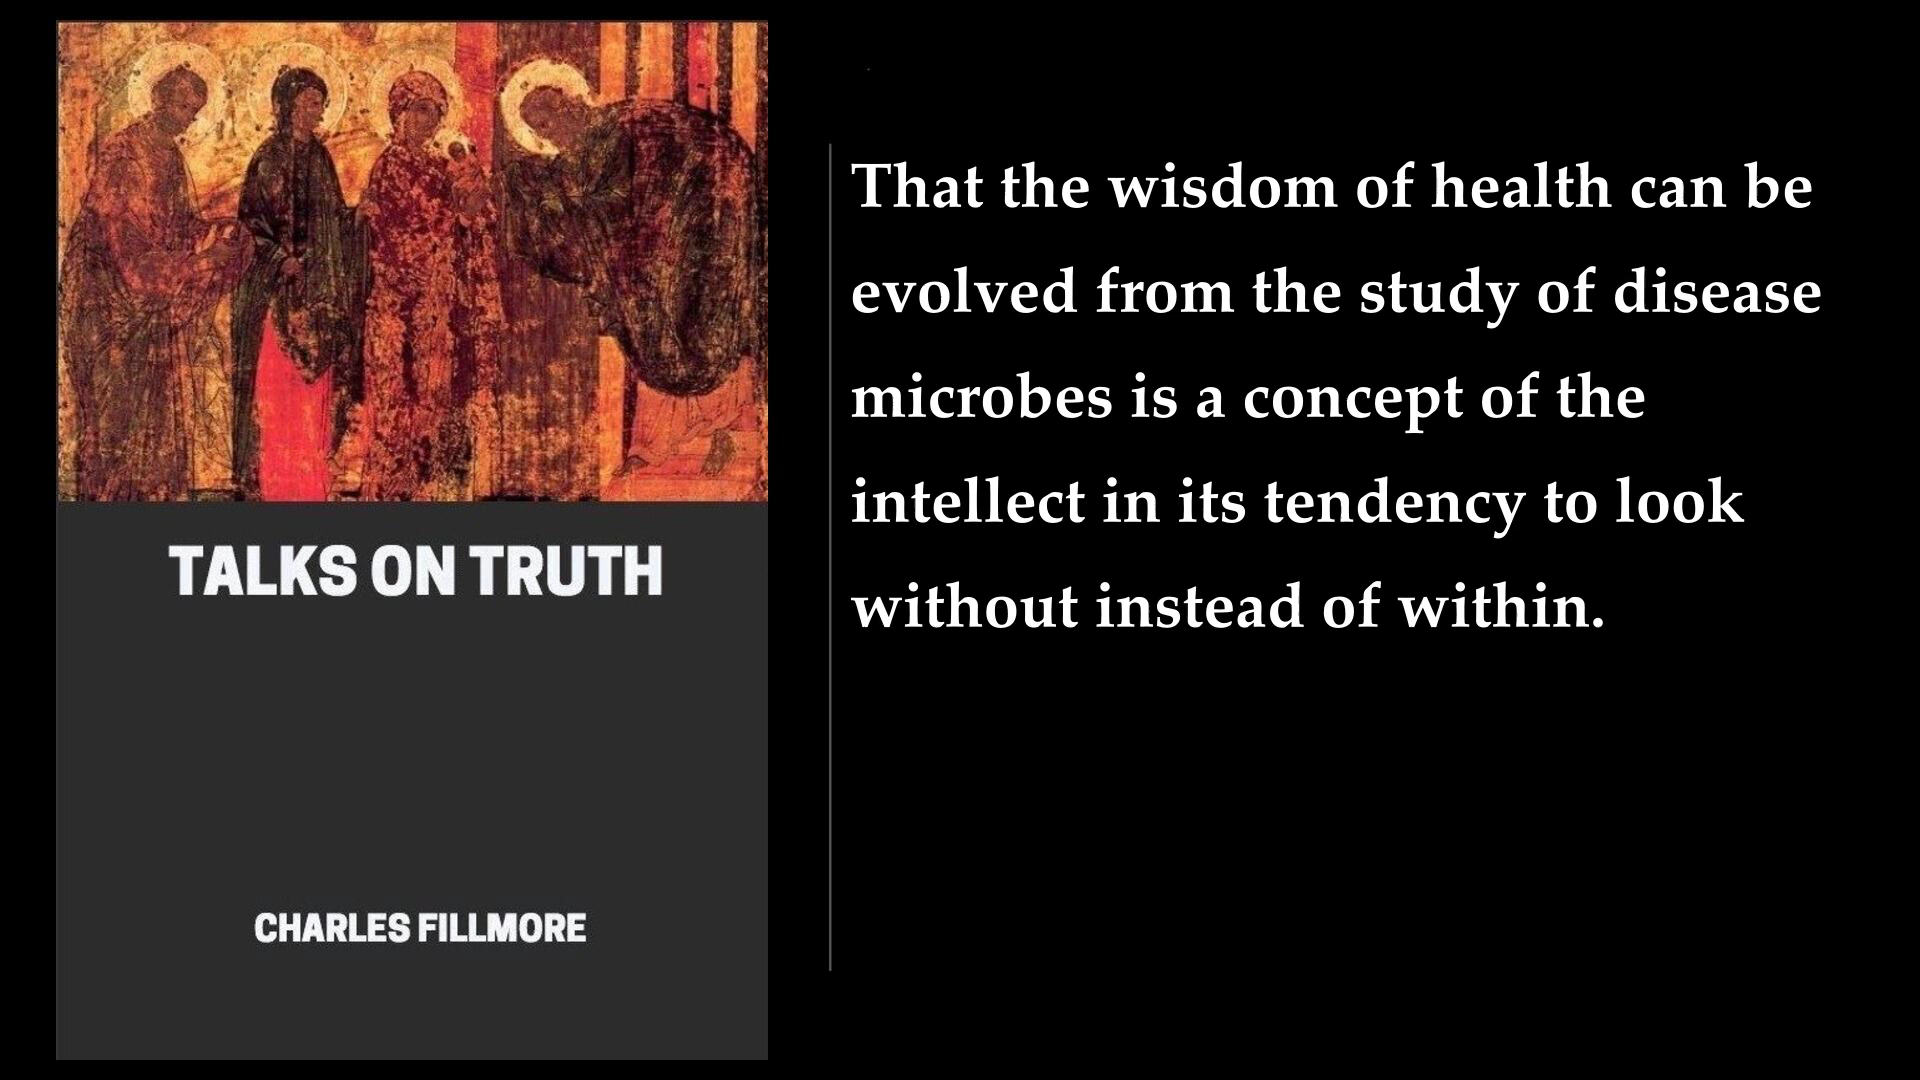 TALKS ON TRUTH
CHARLES FILLMORE
That the wisdom of health can be
evolved from the study of disease
microbes is a concept of the
intellect in its tendency to look
without instead of within.